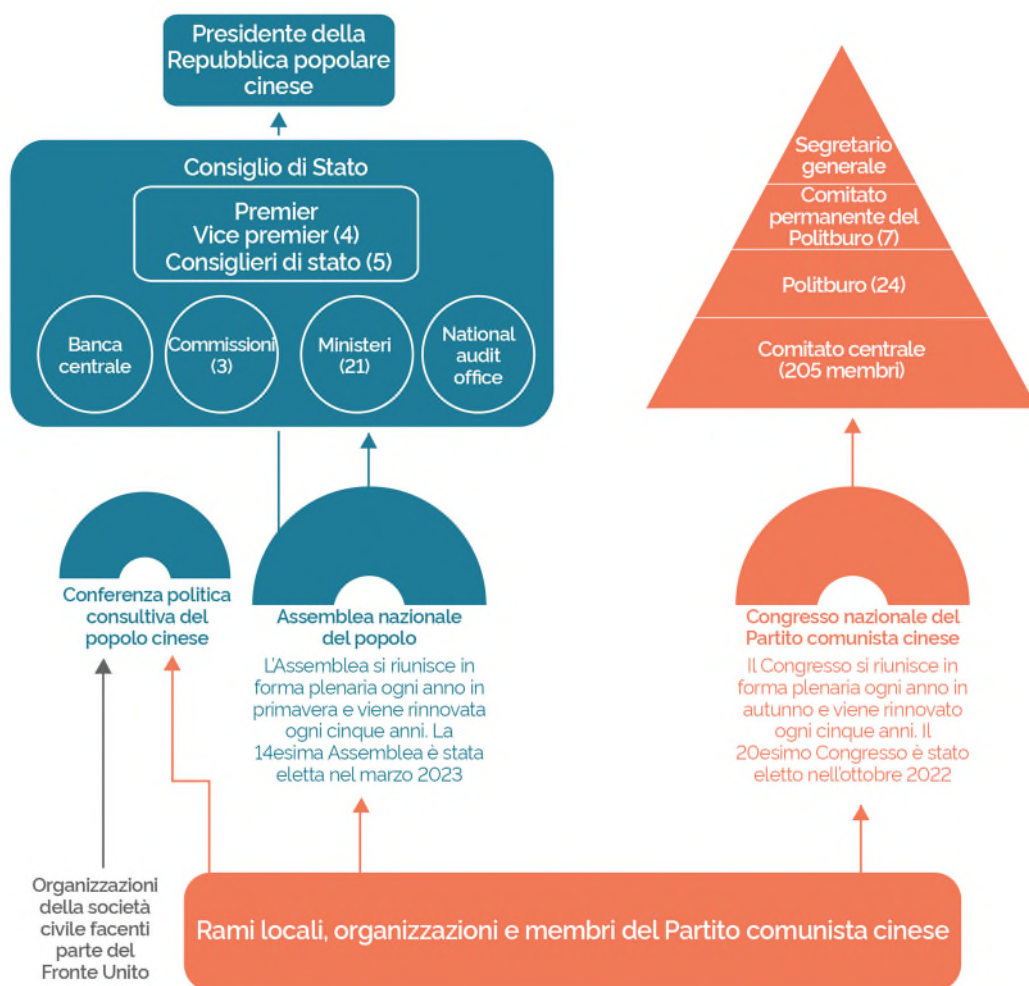 Presidente della
Repubblica popolare
cinese
Consiglio di Stato
Premier
Vice premier (4)
Consiglieri di stato (5)
Banca
centrale
Commissioni
(3)
Ministeri
(21)
National
audit
office
Segretario
generale
Comitato
permanente del
Politburo (7)
Politburo (24)
Comitato centrale
(205 membri)
Conferenza politica
consultiva del
popolo cinese
Assemblea nazionale
del popolo
L'Assemblea si riunisce in
forma plenaria ogni anno in
primavera e viene rinnovata
ogni cinque anni. La
14esima Assemblea è stata
eletta nel marzo 2023
Congresso nazionale del
Partito comunista cinese
Il Congresso si riunisce in
forma plenaria ogni anno in
autunno e viene rinnovato
ogni cinque anni. Il
20esimo Congresso è stato
eletto nell'ottobre 2022
Organizzazioni
della società
civile facenti
parte del
Fronte Unito
Rami locali, organizzazioni e membri del Partito comunista cinese